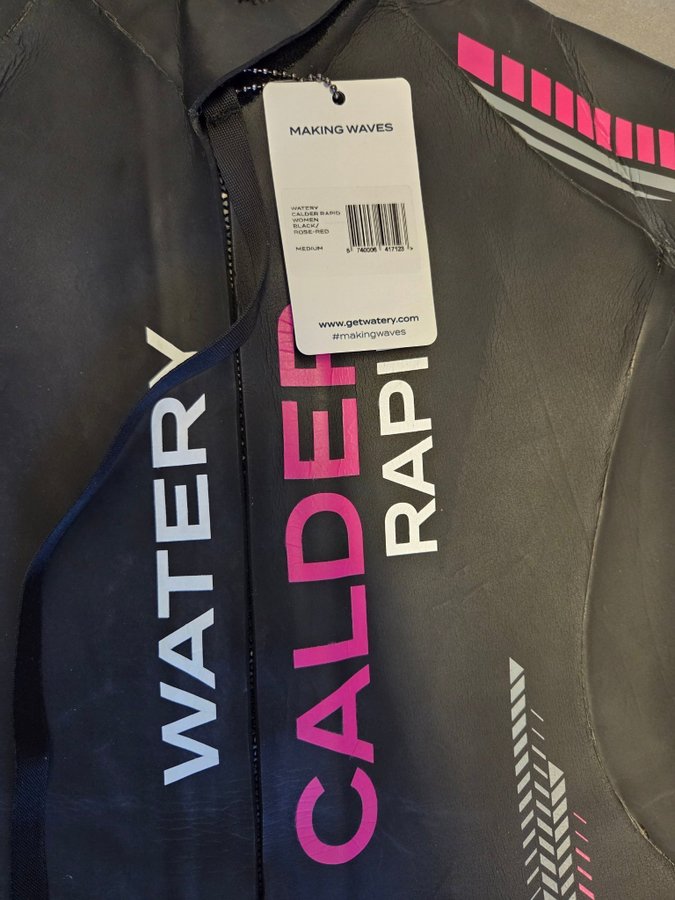 MAKING WAVES
WATERY
CALDER RAPID
WOMEN
BLACK/
ROSE-RED
MEDIUM
5 740006 417123 >
www.getwatery.com
#makingwaves
WATERY
CALDER
RAPI